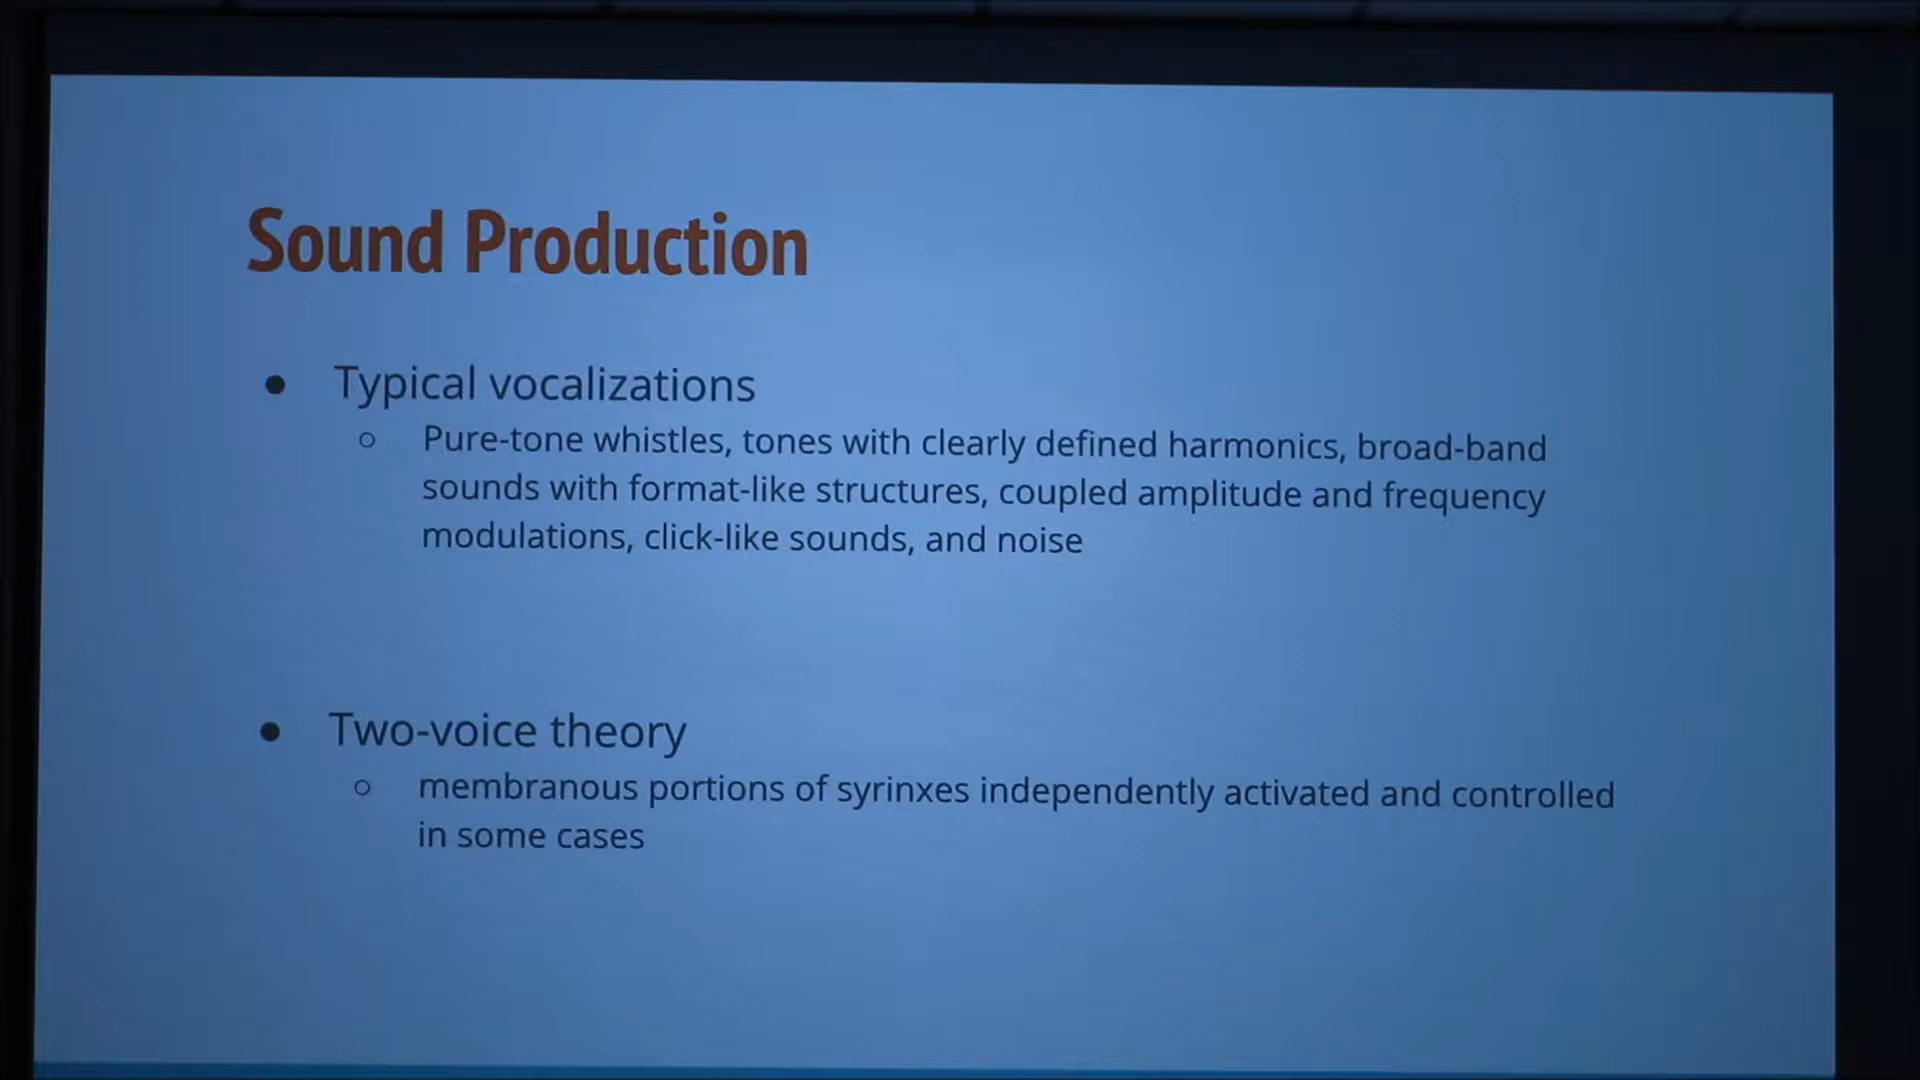 Sound Production
● Typical vocalizations
○ Pure-tone whistles, tones with clearly defined harmonics, broad-band
sounds with format-like structures, coupled amplitude and frequency
modulations, click-like sounds, and noise
● Two-voice theory
○ membranous portions of syrinxes independently activated and controlled
in some cases